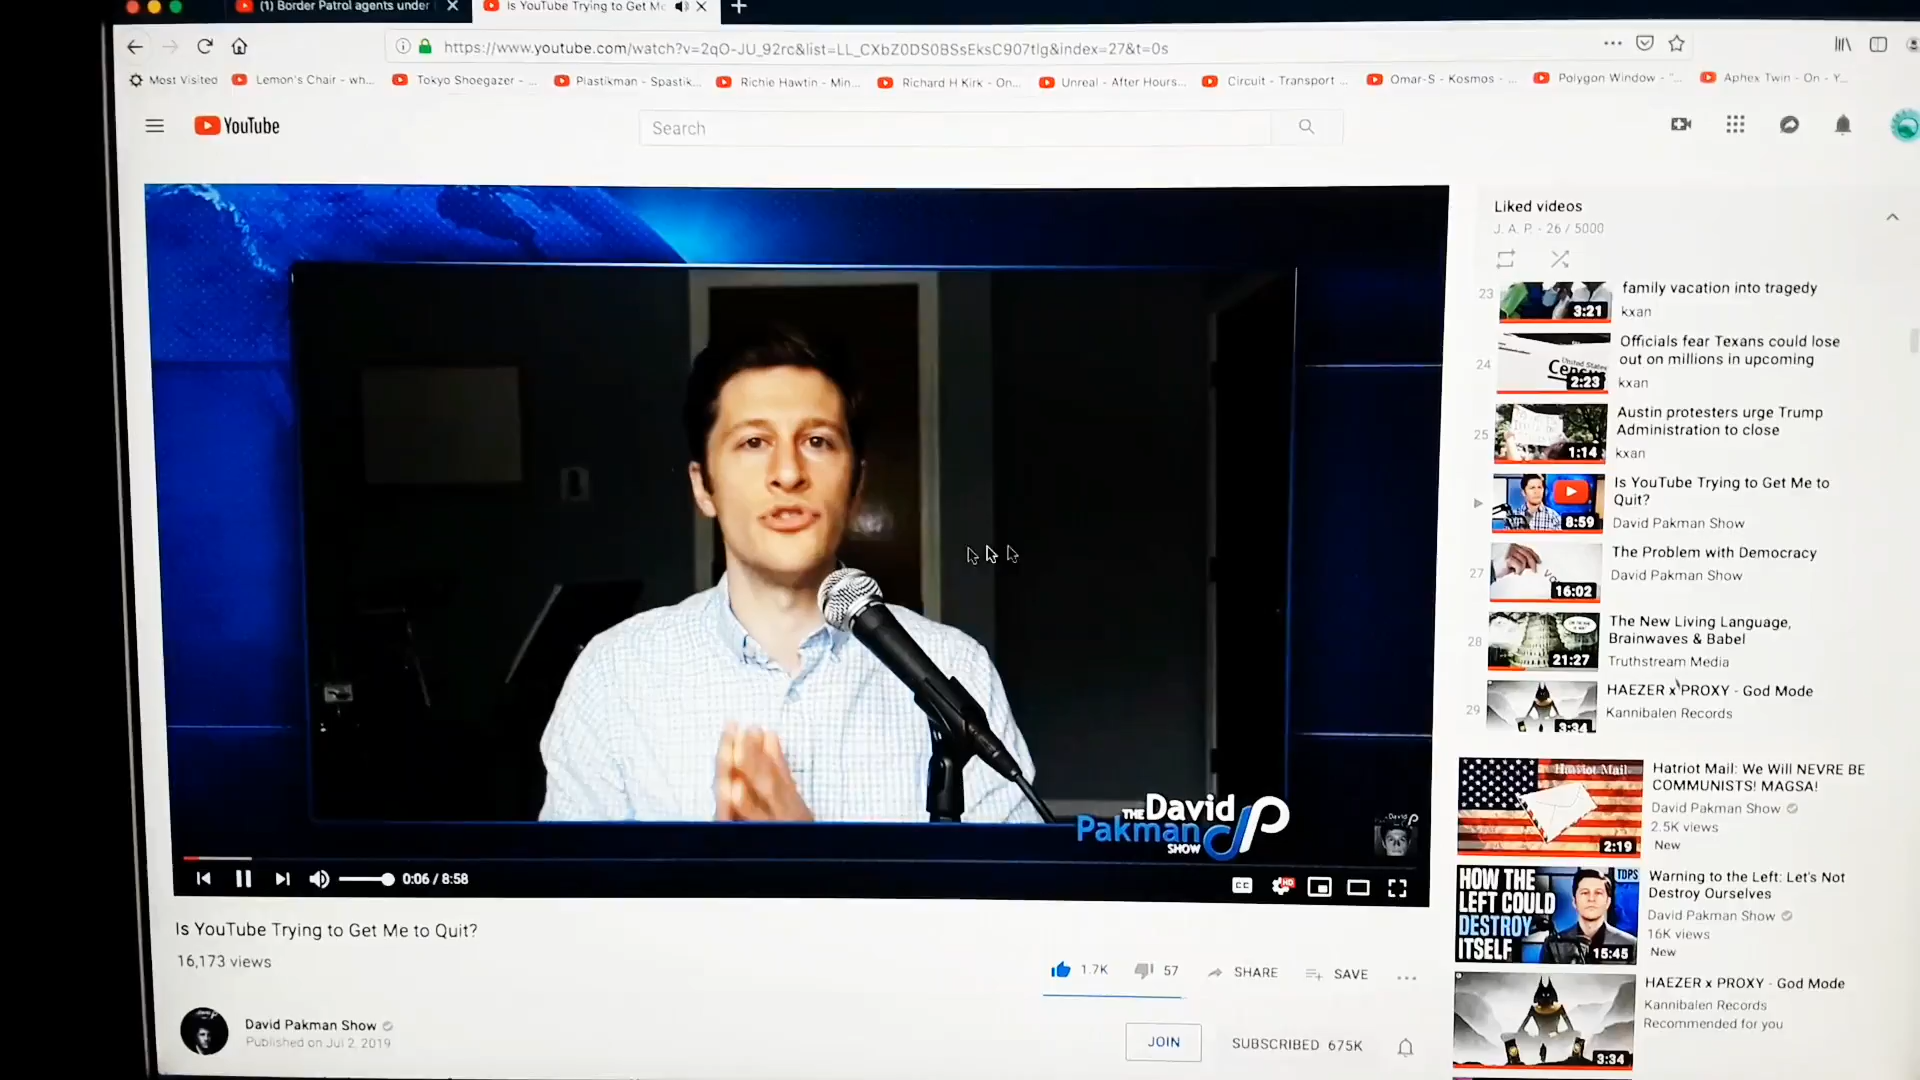 (1) Border Patrol agents under
Is YouTube Trying to Get Me
https://www.youtube.com/watch?v=2qO-JU_92rc&list=LL_CXbZ0DS0BSsEksC907tlg&index=27&t=0s
Most Visited
Lemon's Chair - wh...
Tokyo Shoegazer - ...
Plastikman - Spastik...
Richie Hawtin - Min...
Richard H Kirk - On...
Unreal - After Hours...
Circuit - Transport ...
Omar-S - Kosmos - ...
Polygon Window - "...
Aphex Twin - On - Y...
YouTube
Search
THE David
Pakman
SHOW
0:06 / 8:58
CC
HD
Is YouTube Trying to Get Me to Quit?
16,173 views
1.7K
57
SHARE
SAVE
David Pakman Show
Published on Jul 2, 2019
JOIN
SUBSCRIBED 675K
Liked videos
J. A. P. - 26 / 5000
23
3:21
family vacation into tragedy
kxan
24
United States
2:23
Officials fear Texans could lose
out on millions in upcoming
kxan
25
1:14
Austin protesters urge Trump
Administration to close
kxan
8:59
Is YouTube Trying to Get Me to
Quit?
David Pakman Show
27
16:02
The Problem with Democracy
David Pakman Show
28
21:27
The New Living Language,
Brainwaves & Babel
Truthstream Media
29
3:34
HAEZER x PROXY - God Mode
Kannibalen Records
Hatriot Mail
2:19
Hatriot Mail: We Will NEVRE BE
COMMUNISTS! MAGSA!
David Pakman Show
2.5K views
New
HOW THE
LEFT COULD
DESTROY
ITSELF
TDPS
15:45
Warning to the Left: Let's Not
Destroy Ourselves
David Pakman Show
16K views
New
3:34
HAEZER x PROXY - God Mode
Kannibalen Records
Recommended for you